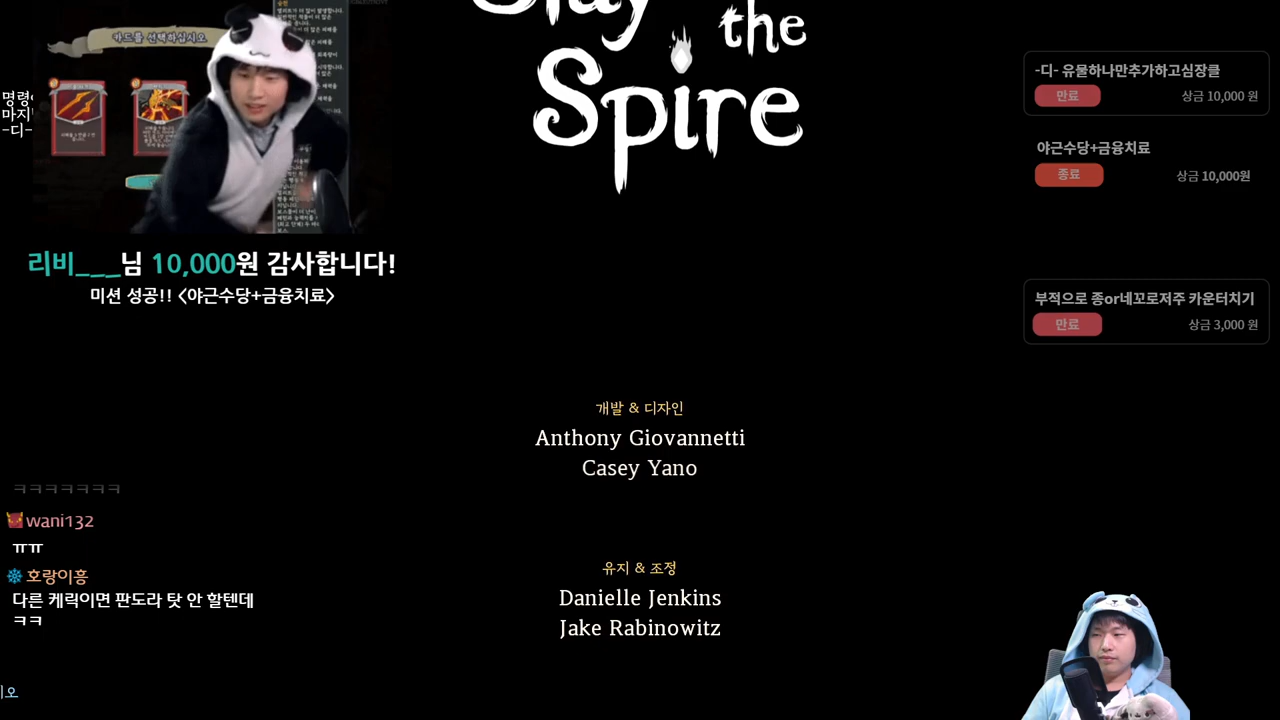 카드를 선택하십시오
Slay
the
Spire
-디- 유물하나만추가하고심장클
만료
상금 10,000 원
야근수당+금융치료
종료
상금 10,000원
리비___님 10,000원 감사합니다!
미션 성공!! <야근수당+금융치료>
부적으로 종or네꼬로저주 카운터치기
만료
상금 3,000 원
개발 & 디자인
Anthony Giovannetti
Casey Yano
ㅋㅋㅋㅋㅋㅋㅋ
wani132
ㅠㅠ
호랑이흥
다른 케릭이면 판도라 탓 안 할텐데
ㅋㅋ
유지 & 조정
Danielle Jenkins
Jake Rabinowitz